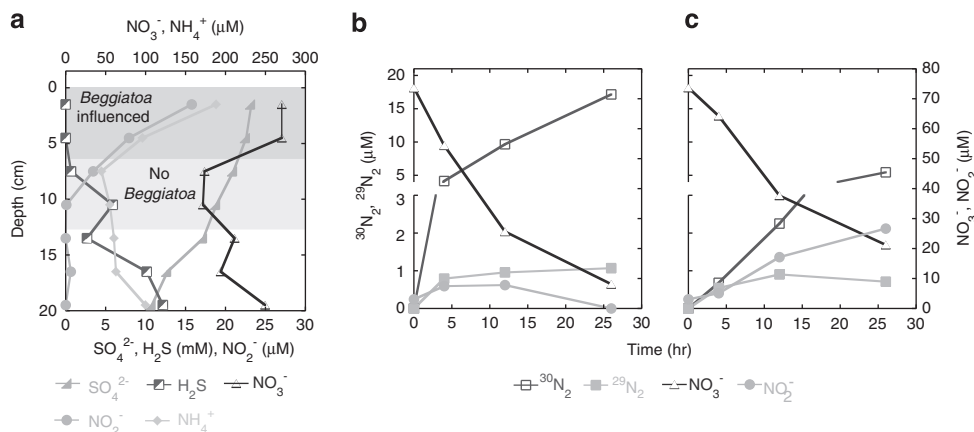 a
NO₃⁻, NH₄⁺ (μM)
0 50 100 150 200 250 300
0
5
10
15
20
Depth (cm)
Beggiatoa
influenced
No
Beggiatoa
0 5 10 15 20 25 30
SO₄²⁻, H₂S (mM), NO₂⁻ (μM)
SO₄²⁻ H₂S NO₃⁻
NO₂⁻ NH₄⁺
b
³⁰N₂, ²⁹N₂ (μM)
20
15
10
5
3
2
1
0
0 5 10 15 20 25 30
c
80
70
60
50
40
30
20
10
0
NO₃⁻, NO₂⁻ (μM)
0 5 10 15 20 25 30
Time (hr)
³⁰N₂ ²⁹N₂ NO₃⁻ NO₂⁻